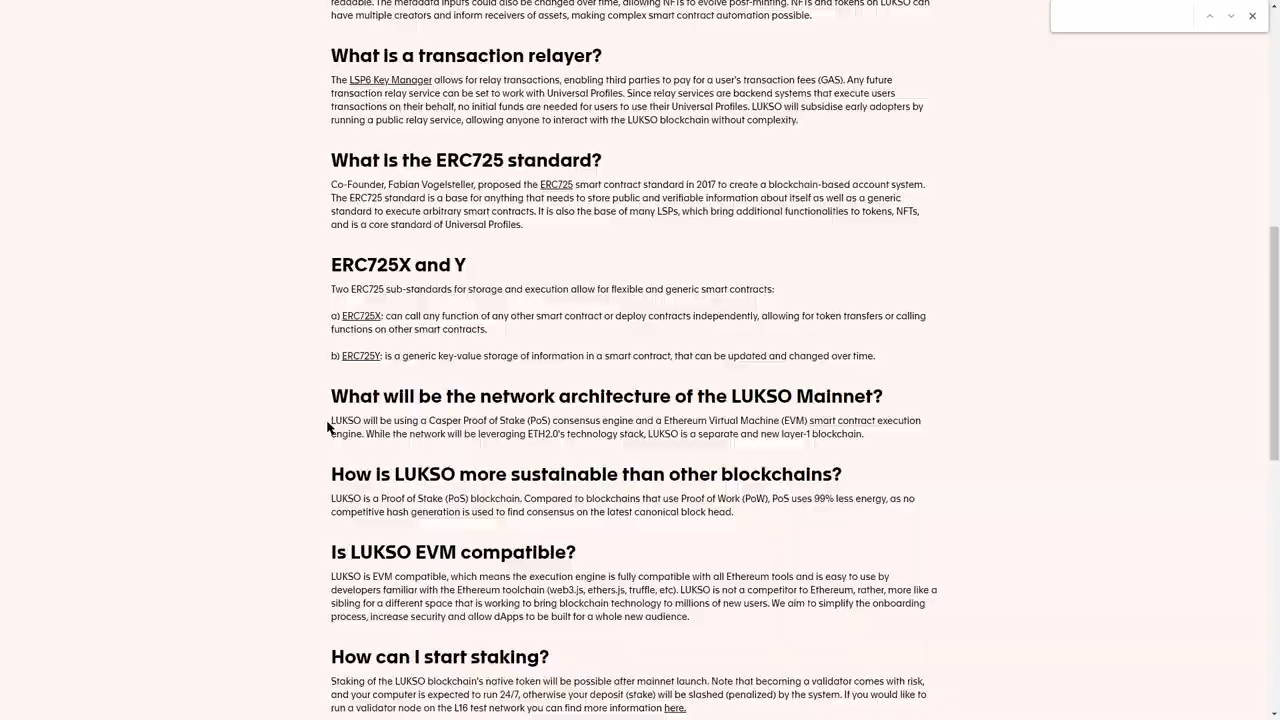 readable. The metadata inputs could also be changed over time, allowing NFTs to evolve post-minting. NFTs and tokens on LUKSO can
have multiple creators and inform receivers of assets, making complex smart contract automation possible.
What is a transaction relayer?
The LSP6 Key Manager allows for relay transactions, enabling third parties to pay for a user's transaction fees (GAS). Any future
transaction relay service can be set to work with Universal Profiles. Since relay services are backend systems that execute users
transactions on their behalf, no initial funds are needed for users to use their Universal Profiles. LUKSO will subsidise early adopters by
running a public relay service, allowing anyone to interact with the LUKSO blockchain without complexity.
What is the ERC725 standard?
Co-Founder, Fabian Vogelsteller, proposed the ERC725 smart contract standard in 2017 to create a blockchain-based account system.
The ERC725 standard is a base for anything that needs to store public and verifiable information about itself as well as a generic
standard to execute arbitrary smart contracts. It is also the base of many LSPs, which bring additional functionalities to tokens, NFTs,
and is a core standard of Universal Profiles.
ERC725X and Y
Two ERC725 sub-standards for storage and execution allow for flexible and generic smart contracts:
a) ERC725X: can call any function of any other smart contract or deploy contracts independently, allowing for token transfers or calling
functions on other smart contracts.
b) ERC725Y: is a generic key-value storage of information in a smart contract, that can be updated and changed over time.
What will be the network architecture of the LUKSO Mainnet?
LUKSO will be using a Casper Proof of Stake (PoS) consensus engine and a Ethereum Virtual Machine (EVM) smart contract execution
engine. While the network will be leveraging ETH2.0's technology stack, LUKSO is a separate and new layer-1 blockchain.
How is LUKSO more sustainable than other blockchains?
LUKSO is a Proof of Stake (PoS) blockchain. Compared to blockchains that use Proof of Work (PoW), PoS uses 99% less energy, as no
competitive hash generation is used to find consensus on the latest canonical block head.
Is LUKSO EVM compatible?
LUKSO is EVM compatible, which means the execution engine is fully compatible with all Ethereum tools and is easy to use by
developers familiar with the Ethereum toolchain (web3.js, ethers.js, truffle, etc). LUKSO is not a competitor to Ethereum, rather, more like a
sibling for a different space that is working to bring blockchain technology to millions of new users. We aim to simplify the onboarding
process, increase security and allow dApps to be built for a whole new audience.
How can I start staking?
Staking of the LUKSO blockchain's native token will be possible after mainnet launch. Note that becoming a validator comes with risk,
and your computer is expected to run 24/7, otherwise your deposit (stake) will be slashed (penalized) by the system. If you would like to
run a validator node on the L16 test network you can find more information here.